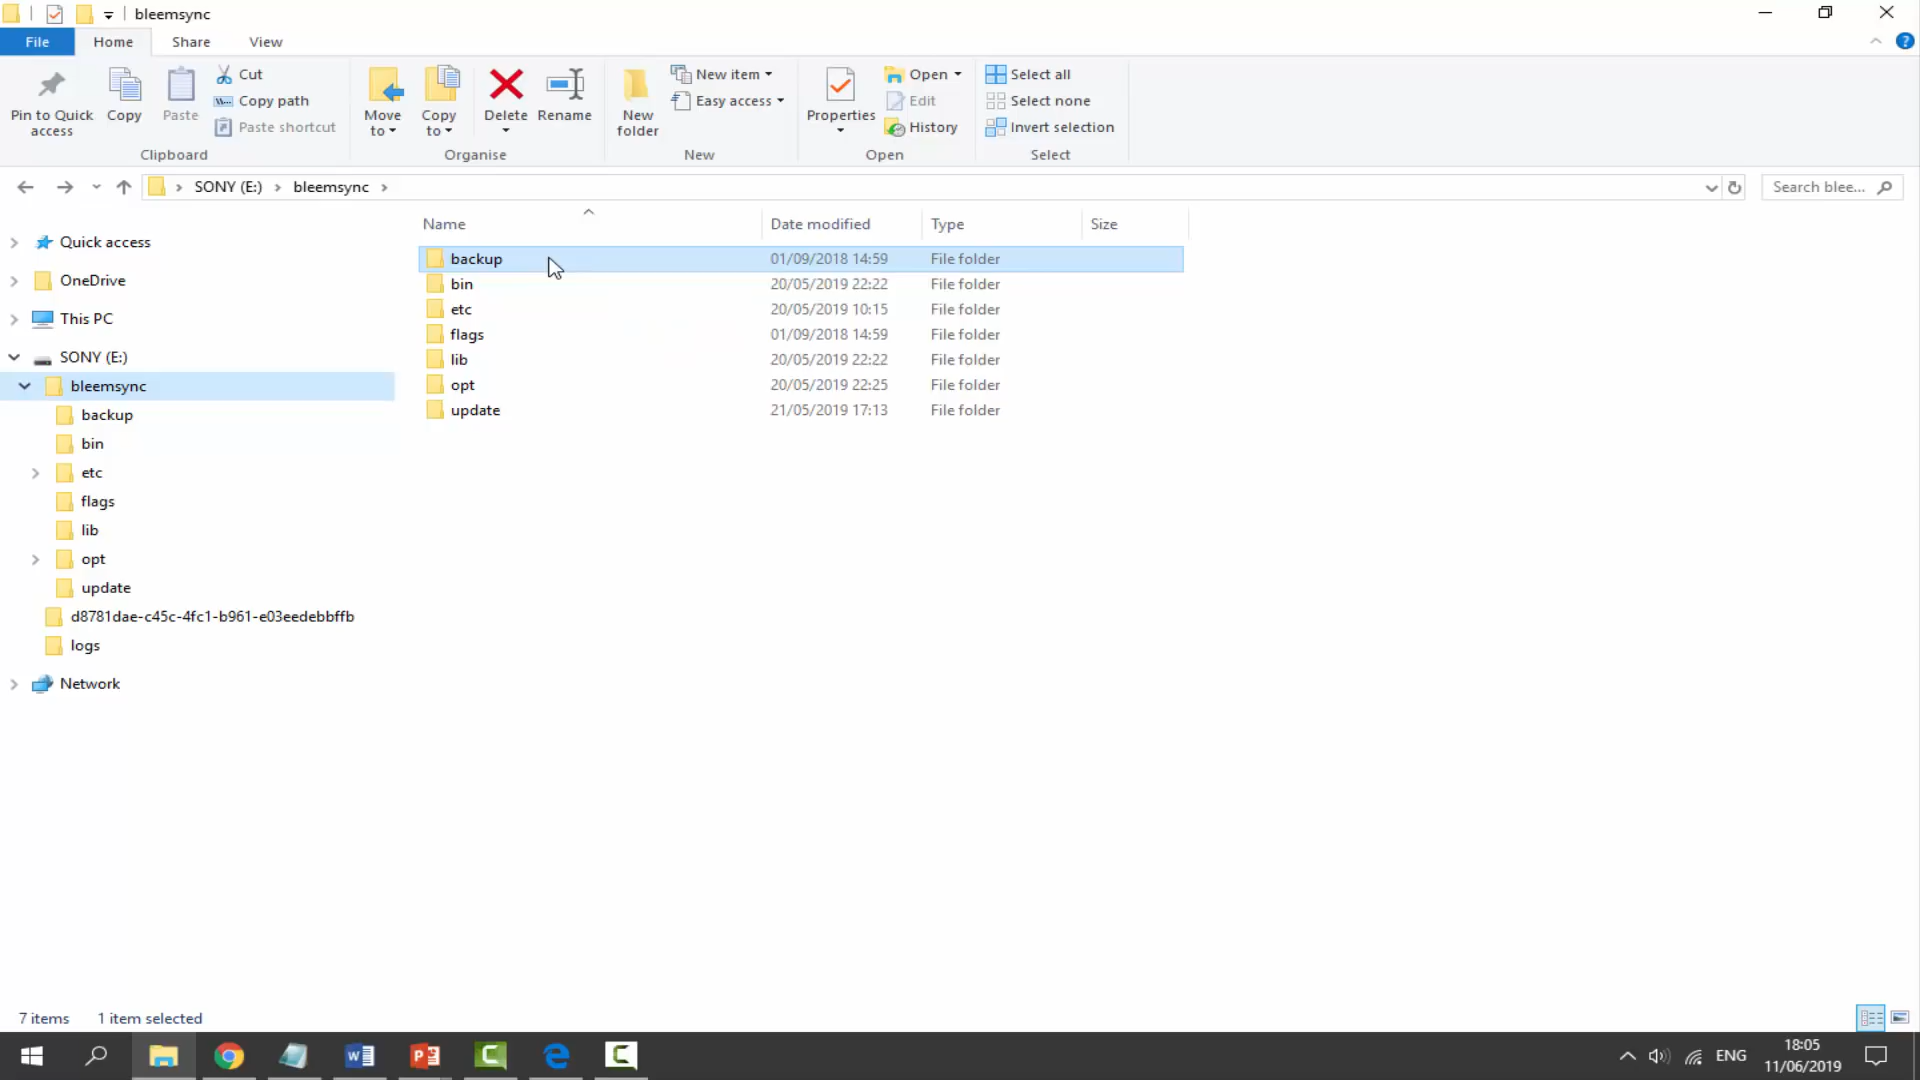 bleemsync
File Home Share View
Pin to Quick access
Copy
Paste
Cut
Copy path
Paste shortcut
Clipboard
Move to
Copy to
Delete
Rename
Organise
New folder
New item
Easy access
New
Properties
Open
Edit
History
Open
Select all
Select none
Invert selection
Select
SONY (E:) bleemsync
Search blee...
Name Date modified Type Size
backup 01/09/2018 14:59 File folder
bin 20/05/2019 22:22 File folder
etc 20/05/2019 10:15 File folder
flags 01/09/2018 14:59 File folder
lib 20/05/2019 22:22 File folder
opt 20/05/2019 22:25 File folder
update 21/05/2019 17:13 File folder
Quick access
OneDrive
This PC
SONY (E:)
bleemsync
backup
bin
etc
flags
lib
opt
update
d8781dae-c45c-4fc1-b961-e03eedebbffb
logs
Network
7 items 1 item selected
ENG
18:05
11/06/2019